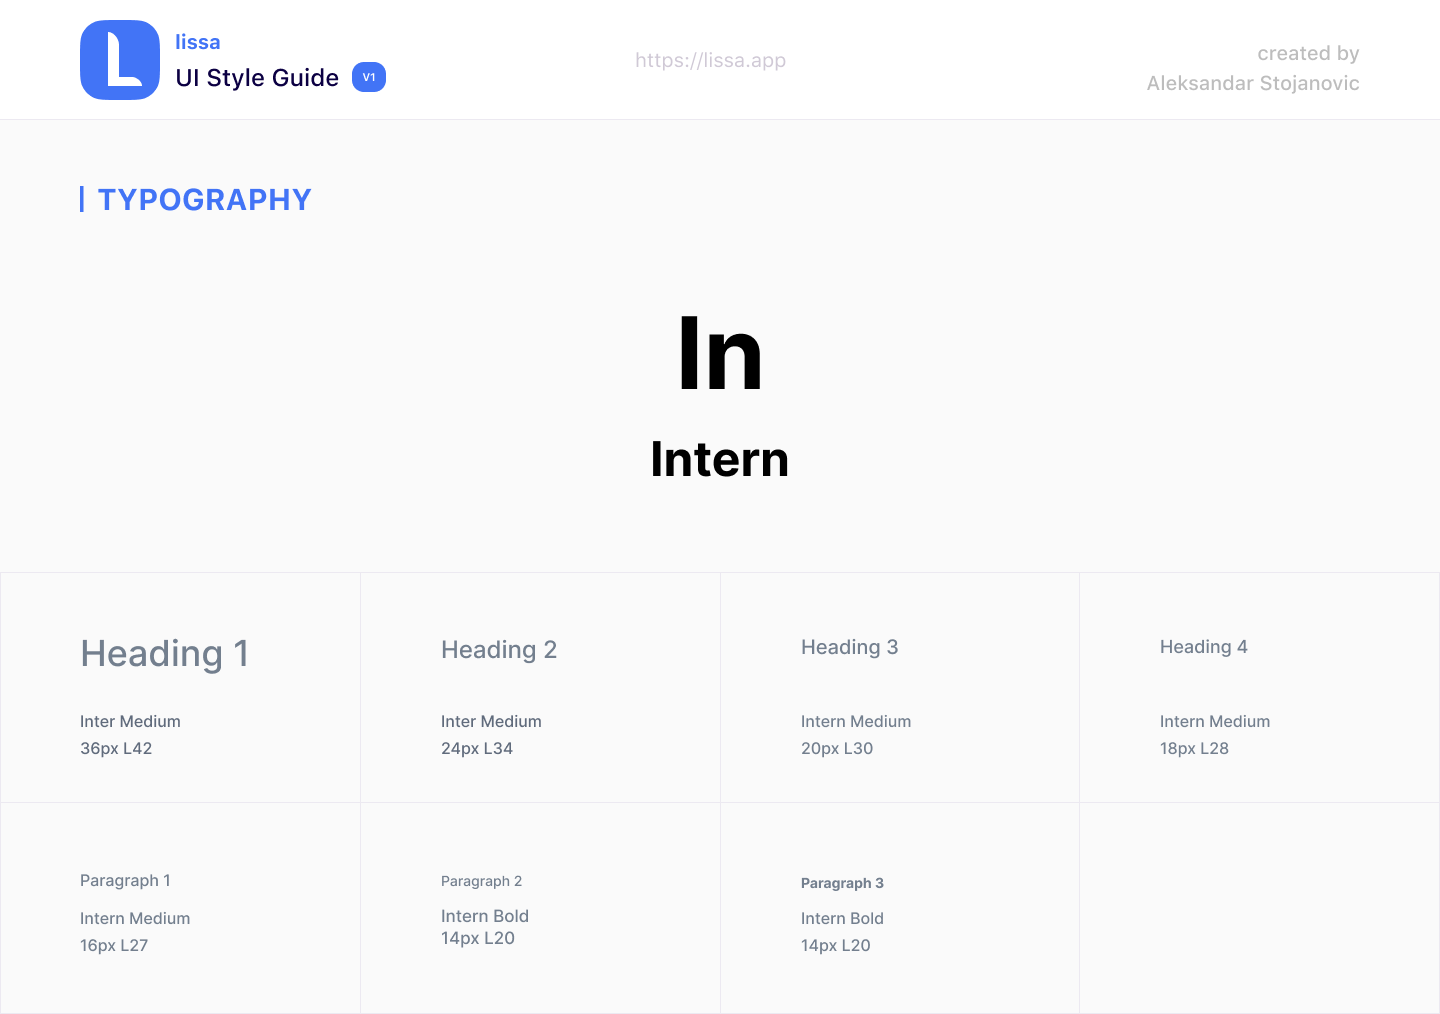 lissa
UI Style Guide V1
https://lissa.app
created by
Aleksandar Stojanovic
TYPOGRAPHY
In
Intern
Heading 1
Inter Medium
36px L42
Heading 2
Inter Medium
24px L34
Heading 3
Intern Medium
20px L30
Heading 4
Intern Medium
18px L28
Paragraph 1
Intern Medium
16px L27
Paragraph 2
Intern Bold
14px L20
Paragraph 3
Intern Bold
14px L20